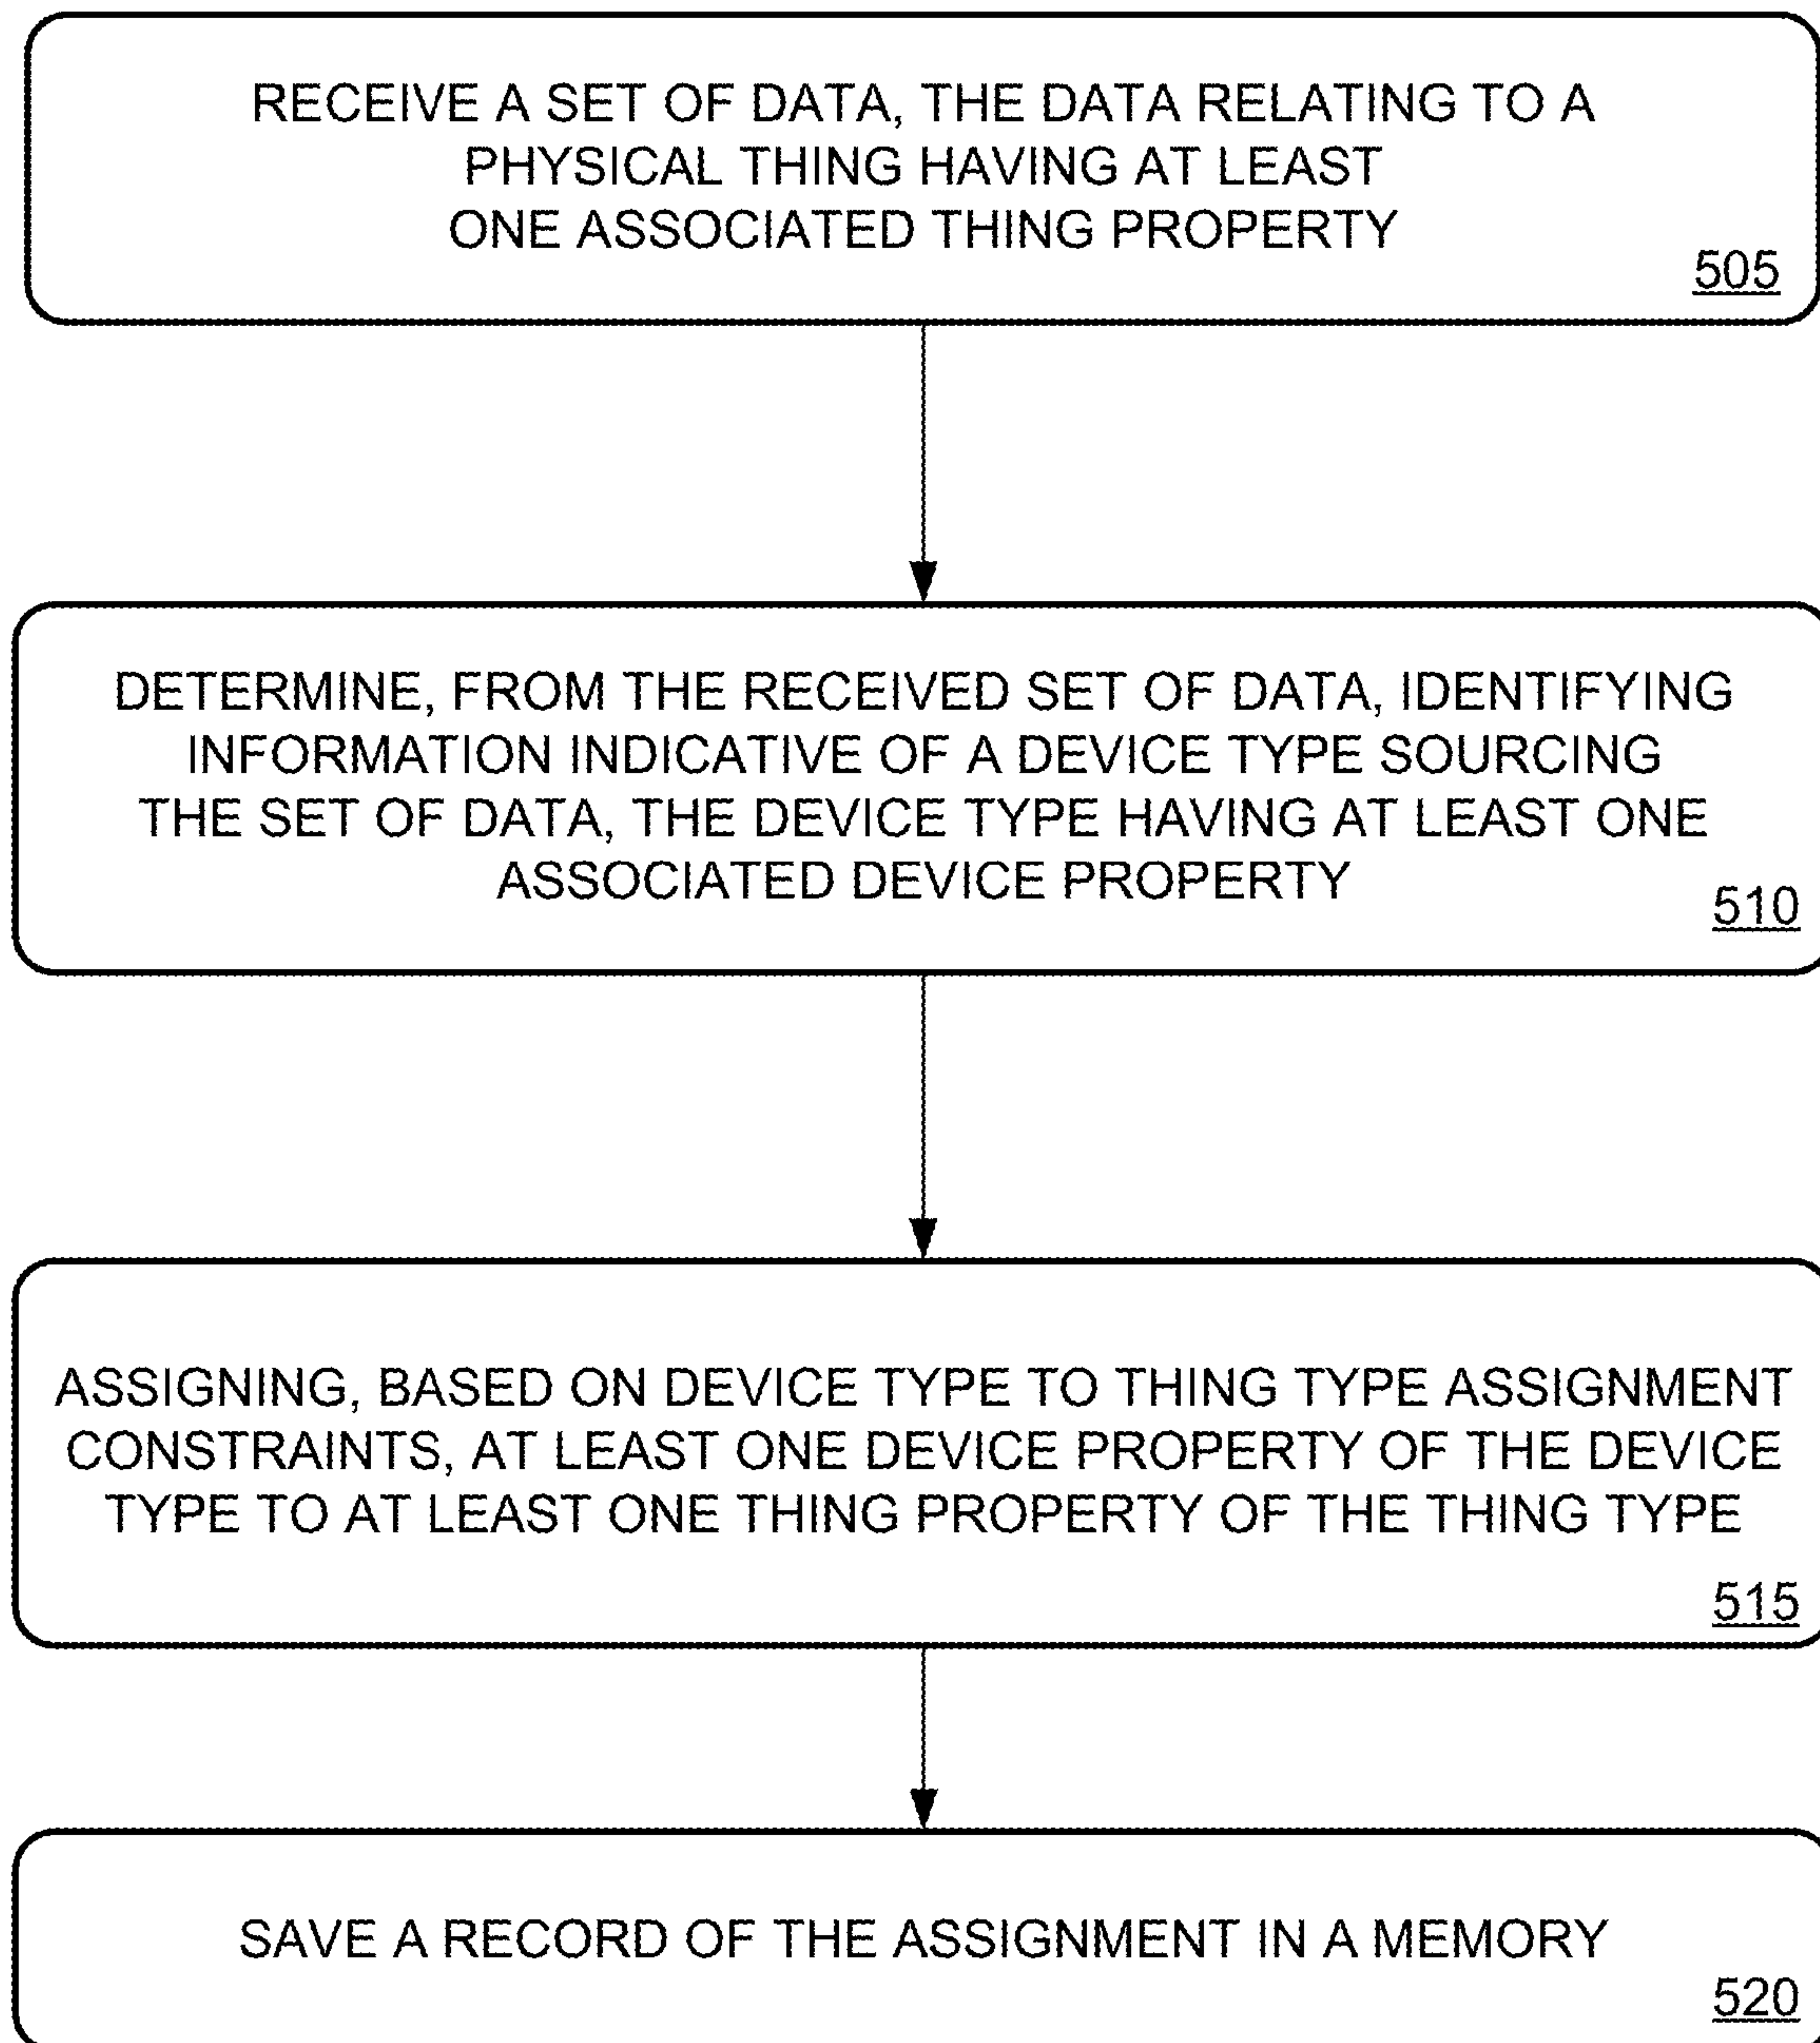 RECEIVE A SET OF DATA, THE DATA RELATING TO A
PHYSICAL THING HAVING AT LEAST
ONE ASSOCIATED THING PROPERTY
505
DETERMINE, FROM THE RECEIVED SET OF DATA, IDENTIFYING
INFORMATION INDICATIVE OF A DEVICE TYPE SOURCING
THE SET OF DATA, THE DEVICE TYPE HAVING AT LEAST ONE
ASSOCIATED DEVICE PROPERTY
510
ASSIGNING, BASED ON DEVICE TYPE TO THING TYPE ASSIGNMENT
CONSTRAINTS, AT LEAST ONE DEVICE PROPERTY OF THE DEVICE
TYPE TO AT LEAST ONE THING PROPERTY OF THE THING TYPE
515
SAVE A RECORD OF THE ASSIGNMENT IN A MEMORY
520